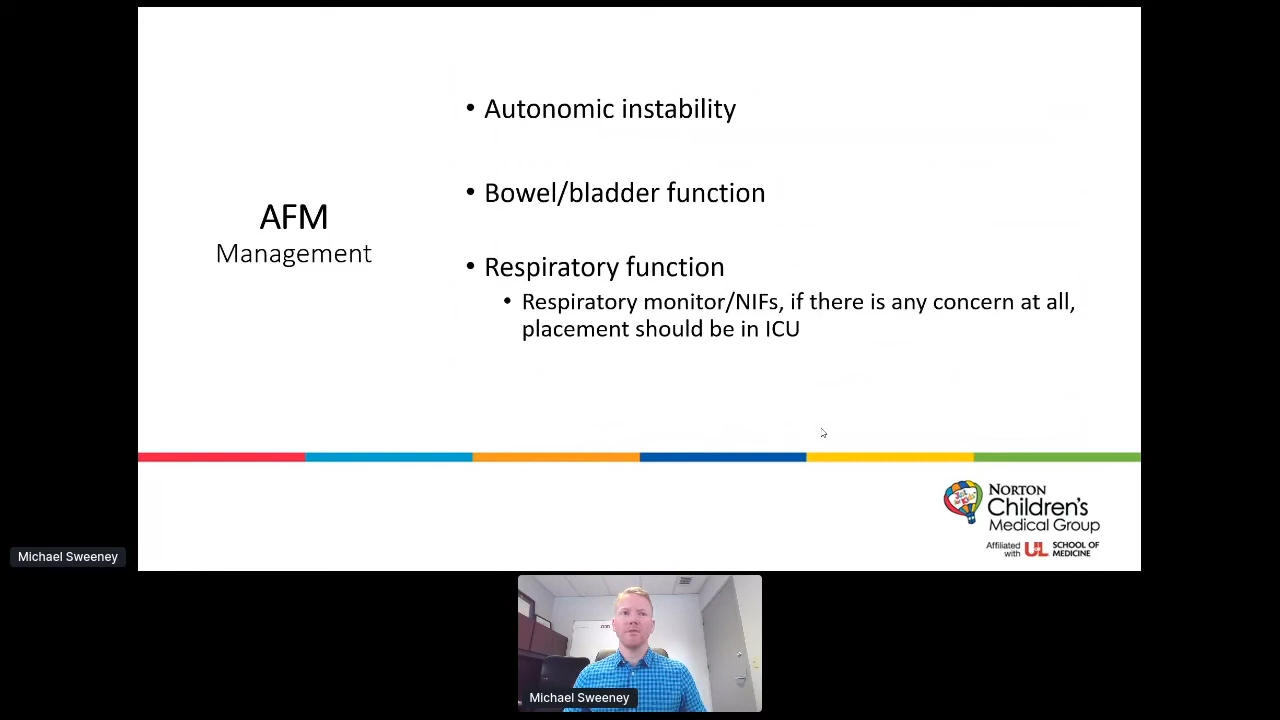 • Autonomic instability
• Bowel/bladder function
AFM
Management
• Respiratory function
• Respiratory monitor/NIFs, if there is any concern at all,
placement should be in ICU
NORTON
Children's
Medical Group
Affiliated
with
UL
SCHOOL OF
MEDICINE
Michael Sweeney
Michael Sweeney